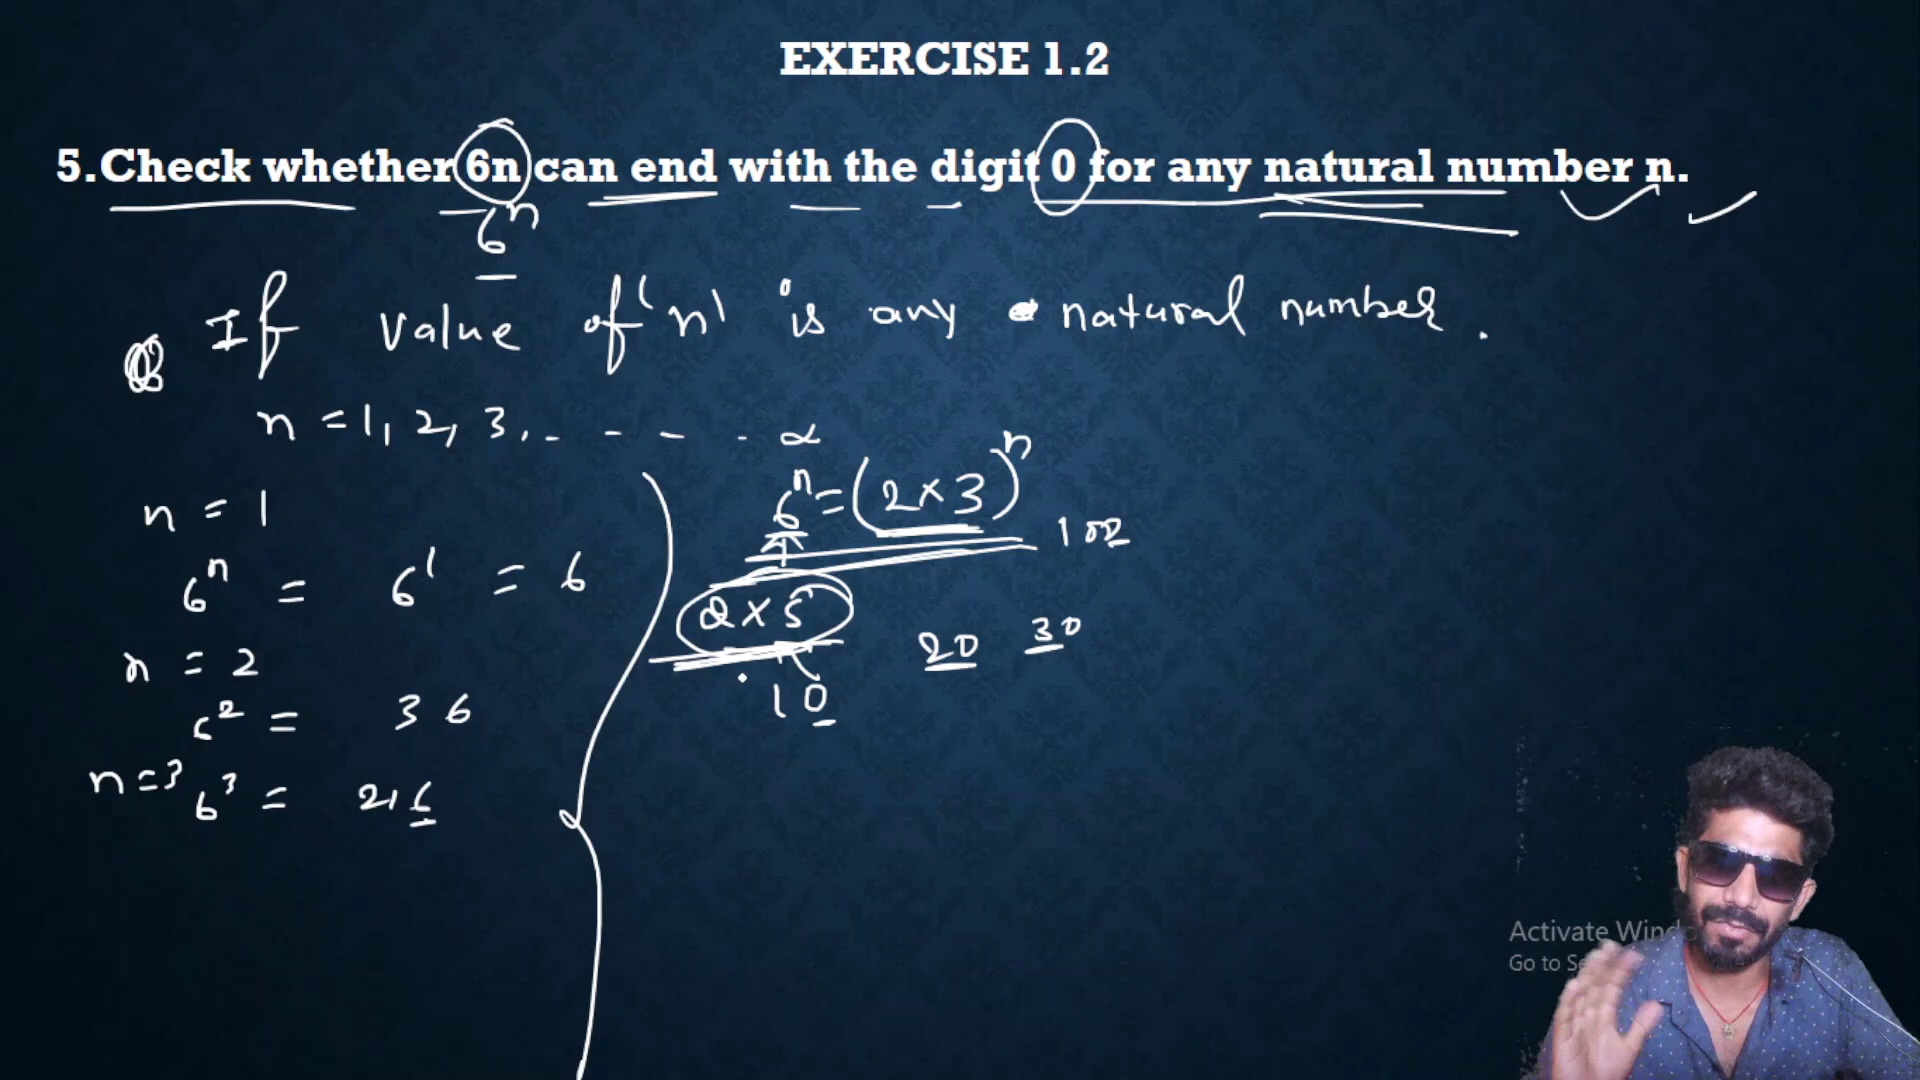 EXERCISE 1.2
5.Check whether 6n can end with the digit 0 for any natural number n.
6ⁿ
If value of 'n' is any natural number.
n = 1, 2, 3, - - - - ∝
n = 1
6ⁿ = 6¹ = 6
n = 2
6² = 36
n=3 6³ = 216
6ⁿ = (2 × 3)ⁿ
100
2 × 5
20 30
10
Activate Wind
Go to Se